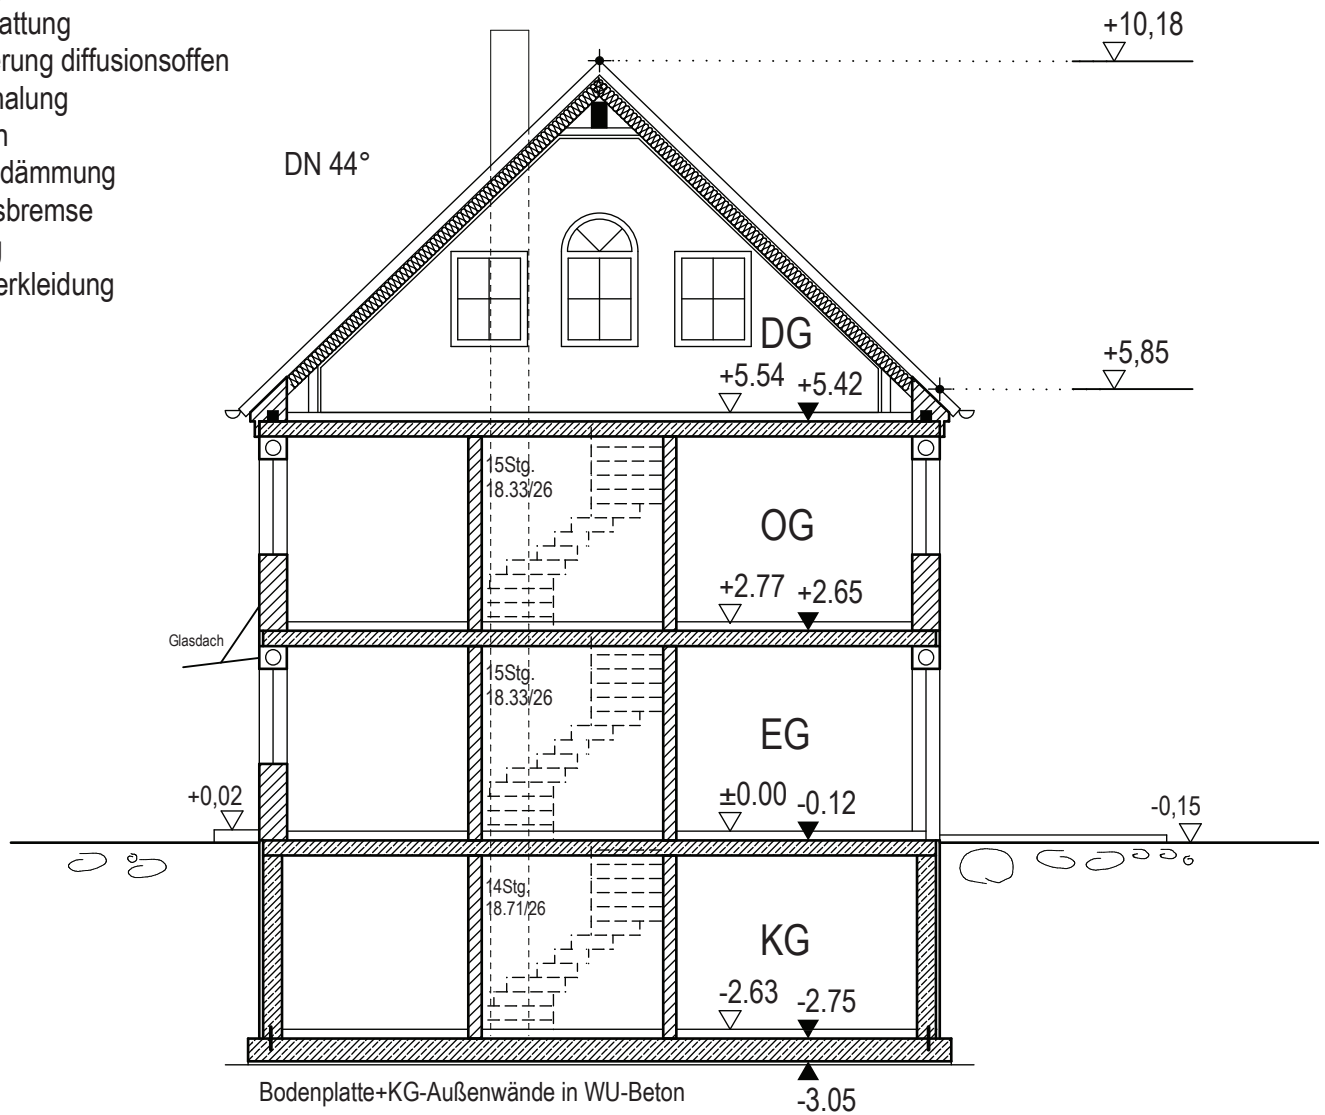 attung
erung diffusionsoffen
nalung
n
dämmung
sbremse
g
erkleidung
+10,18
DN 44°
DG
+5,85
+5.54 +5.42
15Stg.
18.33/26
OG
+2.77 +2.65
Glasdach
15Stg.
18.33/26
EG
+0,02
±0.00 -0.12
-0,15
14Stg.
18.71/26
KG
-2.63 -2.75
Bodenplatte+KG-Außenwände in WU-Beton
-3.05